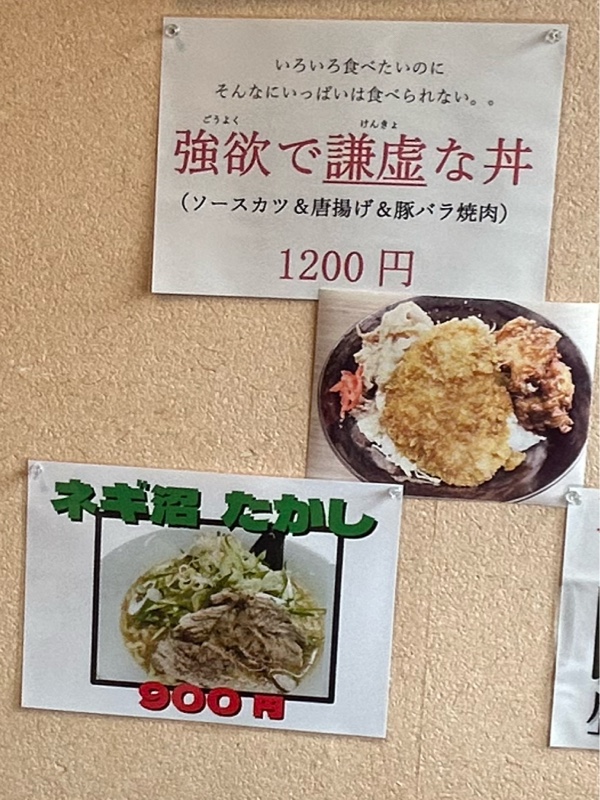 いろいろ食べたいのに
そんなにいっぱいは食べられない。。
ごうよく けんきょ
強欲で謙虚な丼
（ソースカツ＆唐揚げ＆豚バラ焼肉）
1200 円
ネギ沼 たかし
900 円